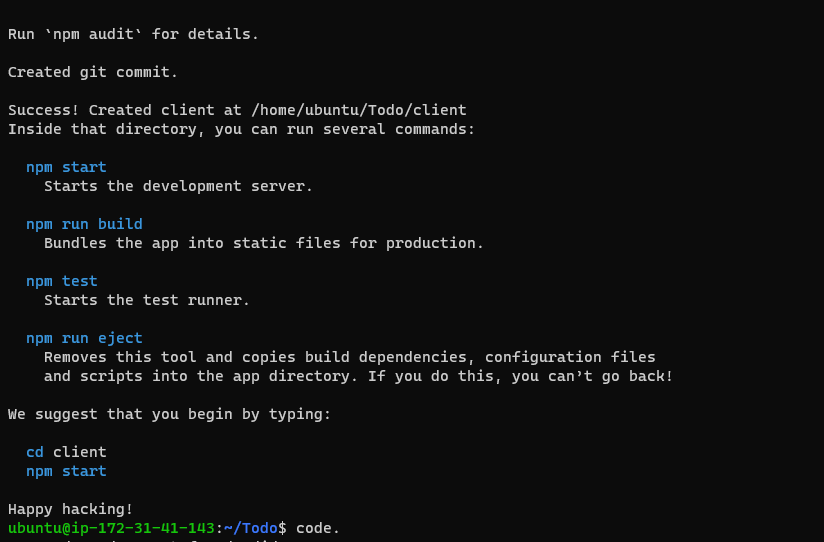 Run `npm audit` for details.
Created git commit.
Success! Created client at /home/ubuntu/Todo/client
Inside that directory, you can run several commands:
npm start
Starts the development server.
npm run build
Bundles the app into static files for production.
npm test
Starts the test runner.
npm run eject
Removes this tool and copies build dependencies, configuration files
and scripts into the app directory. If you do this, you can’t go back!
We suggest that you begin by typing:
cd client
npm start
Happy hacking!
ubuntu@ip-172-31-41-143:~/Todo$ code.